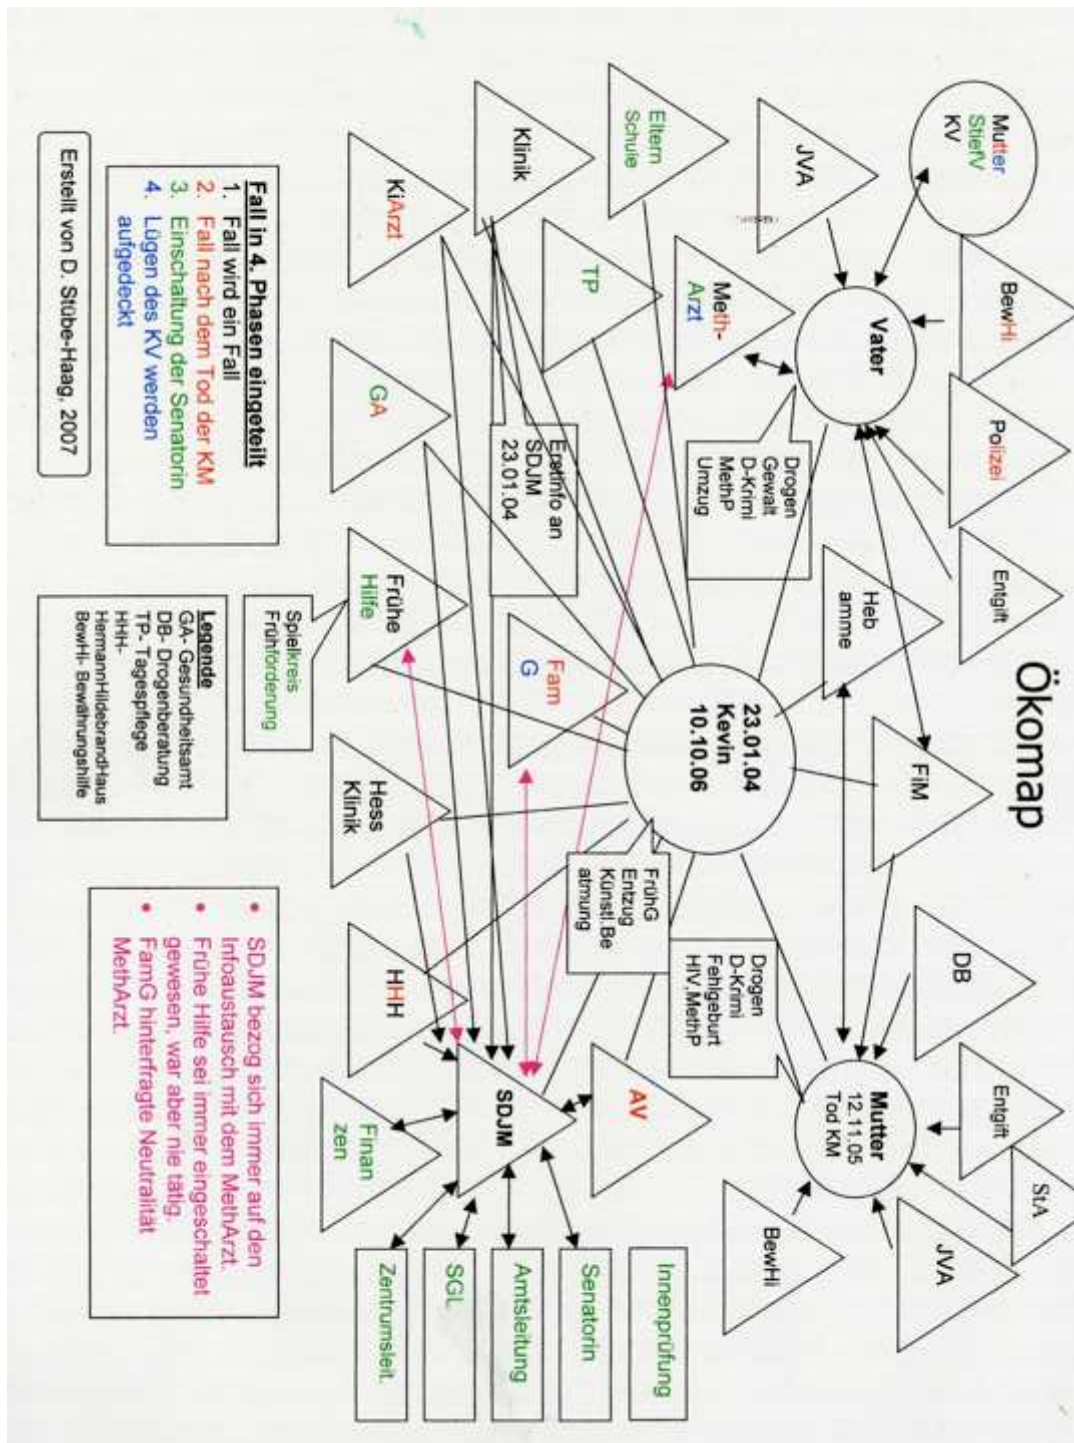 Ökomap
Mutter
StiefV
KV
BewHi
Polizei
Entgift
DB
Entgift
StA
JVA
JVA
Vater
Heb
amme
FiM
Mutter
12.11.05
Tod KM
BewHi
Eltern
Schule
Meth-
Arzt
Drogen
Gewalt
D-Krimi
MethP
Umzug
23.01.04
Kevin
10.10.06
Drogen
D-Krimi
Fehlgeburt
HIV,MethP
FrühG
Entzug
Künstl.Be
atmung
AV
Innenprüfung
Klinik
TP
Erstinfo an
SDJM
23.01.04
Fam
G
SDJM
Senatorin
Amtsleitung
SGL
Zentrumsleit.
KiArzt
GA
Frühe
Hilfe
Hess
Klinik
HHH
Finan
zen
Spielkreis
Frühförderung
Fall in 4. Phasen eingeteilt
1. Fall wird ein Fall
2. Fall nach dem Tod der KM
3. Einschaltung der Senatorin
4. Lügen des KV werden
aufgedeckt
Legende
GA- Gesundheitsamt
DB- Drogenberatung
TP- Tagespflege
HHH-
HermannHildebrandHaus
BewHi- Bewährungshilfe
• SDJM bezog sich immer auf den
Infoaustausch mit dem MethArzt.
• Frühe Hilfe sei immer eingeschaltet
gewesen, war aber nie tätig.
• FamG hinterfragte Neutralität
MethArzt.
Erstellt von D. Stübe-Haag, 2007